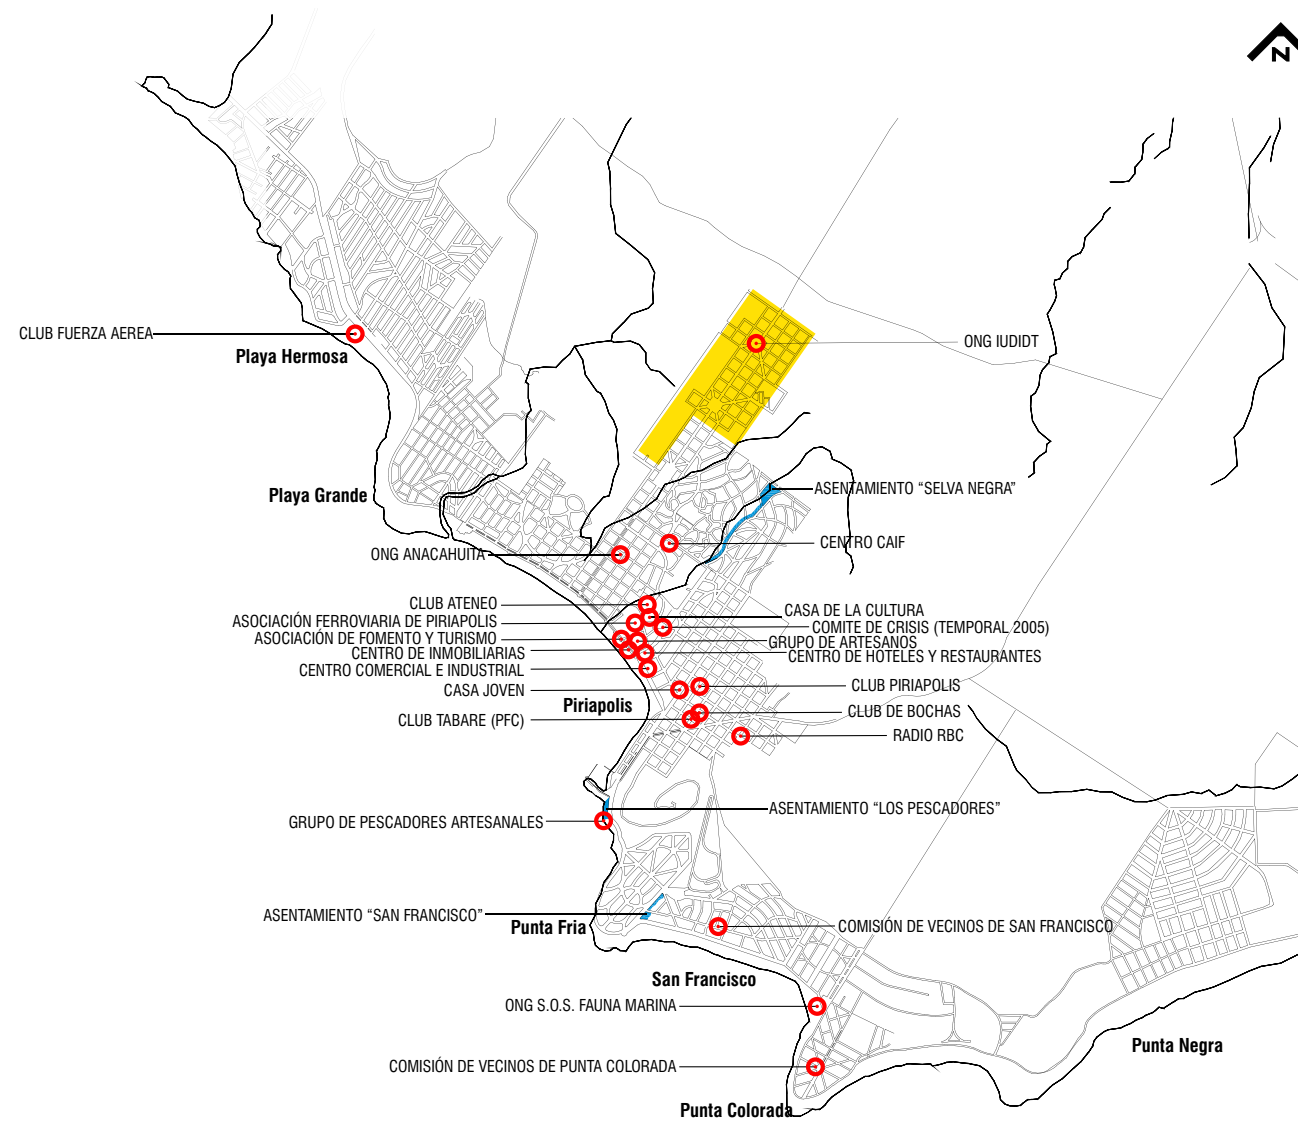 N
CLUB FUERZA AEREA
ONG IUDIDT
Playa Hermosa
Playa Grande
ASENTAMIENTO “SELVA NEGRA”
CENTRO CAIF
ONG ANACAHUITA
CLUB ATENEO
CASA DE LA CULTURA
ASOCIACIÓN FERROVIARIA DE PIRIAPOLIS
COMITE DE CRISIS (TEMPORAL 2005)
ASOCIACIÓN DE FOMENTO Y TURISMO
GRUPO DE ARTESANOS
CENTRO DE INMOBILIARIAS
CENTRO DE HOTELES Y RESTAURANTES
CENTRO COMERCIAL E INDUSTRIAL
CASA JOVEN
CLUB PIRIAPOLIS
Piriapolis
CLUB DE BOCHAS
CLUB TABARE (PFC)
RADIO RBC
ASENTAMIENTO “LOS PESCADORES”
GRUPO DE PESCADORES ARTESANALES
ASENTAMIENTO “SAN FRANCISCO”
Punta Fria
COMISIÓN DE VECINOS DE SAN FRANCISCO
San Francisco
ONG S.O.S. FAUNA MARINA
Punta Negra
COMISIÓN DE VECINOS DE PUNTA COLORADA
Punta Colorada